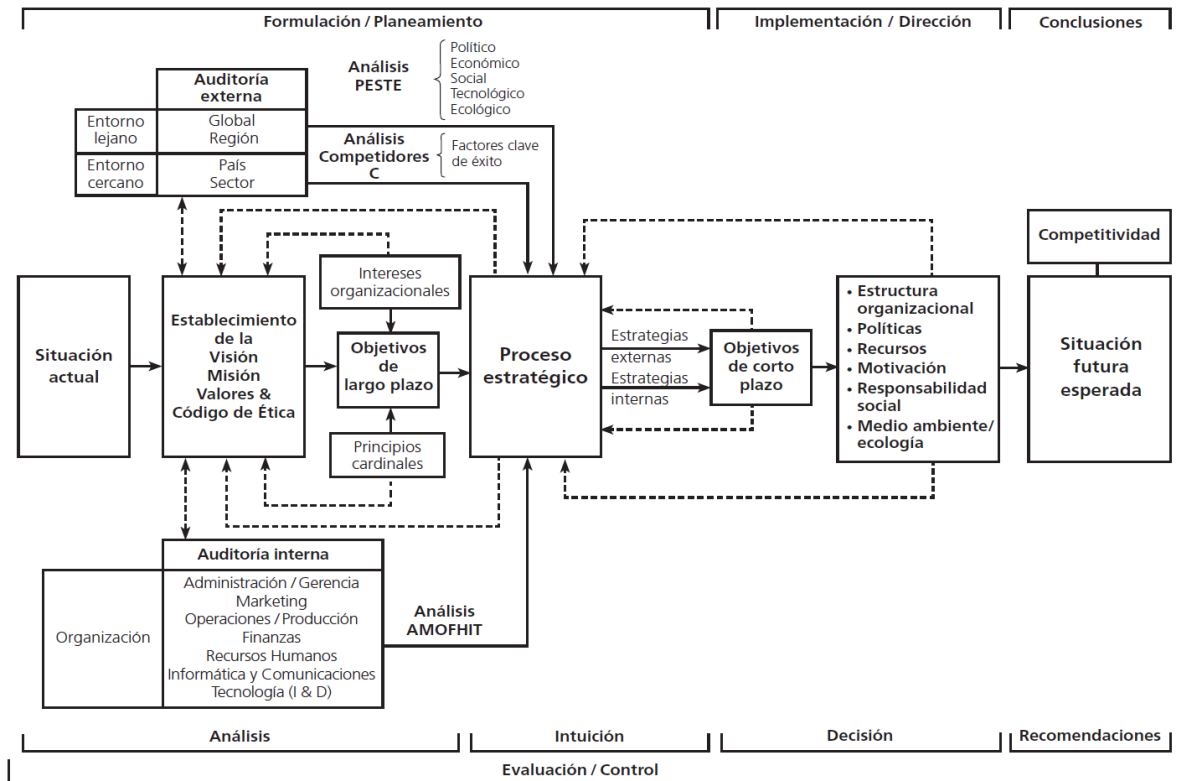 Formulación / Planeamiento
Implementación / Dirección
Conclusiones
Auditoría
externa
Entorno
lejano
Global
Región
Entorno
cercano
País
Sector
Análisis
PESTE
Político
Económico
Social
Tecnológico
Ecológico
Análisis
Competidores
C
Factores clave
de éxito
Situación
actual
Establecimiento
de la
Visión
Misión
Valores &
Código de Ética
Intereses
organizacionales
Objetivos
de
largo plazo
Principios
cardinales
Proceso
estratégico
Estrategias
externas
Estrategias
internas
Objetivos
de corto
plazo
• Estructura
organizacional
• Políticas
• Recursos
• Motivación
• Responsabilidad
social
• Medio ambiente/
ecología
Competitividad
Situación
futura
esperada
Auditoría interna
Organización
Administración / Gerencia
Marketing
Operaciones / Producción
Finanzas
Recursos Humanos
Informática y Comunicaciones
Tecnología (I & D)
Análisis
AMOFHIT
Análisis
Intuición
Decisión
Recomendaciones
Evaluación / Control